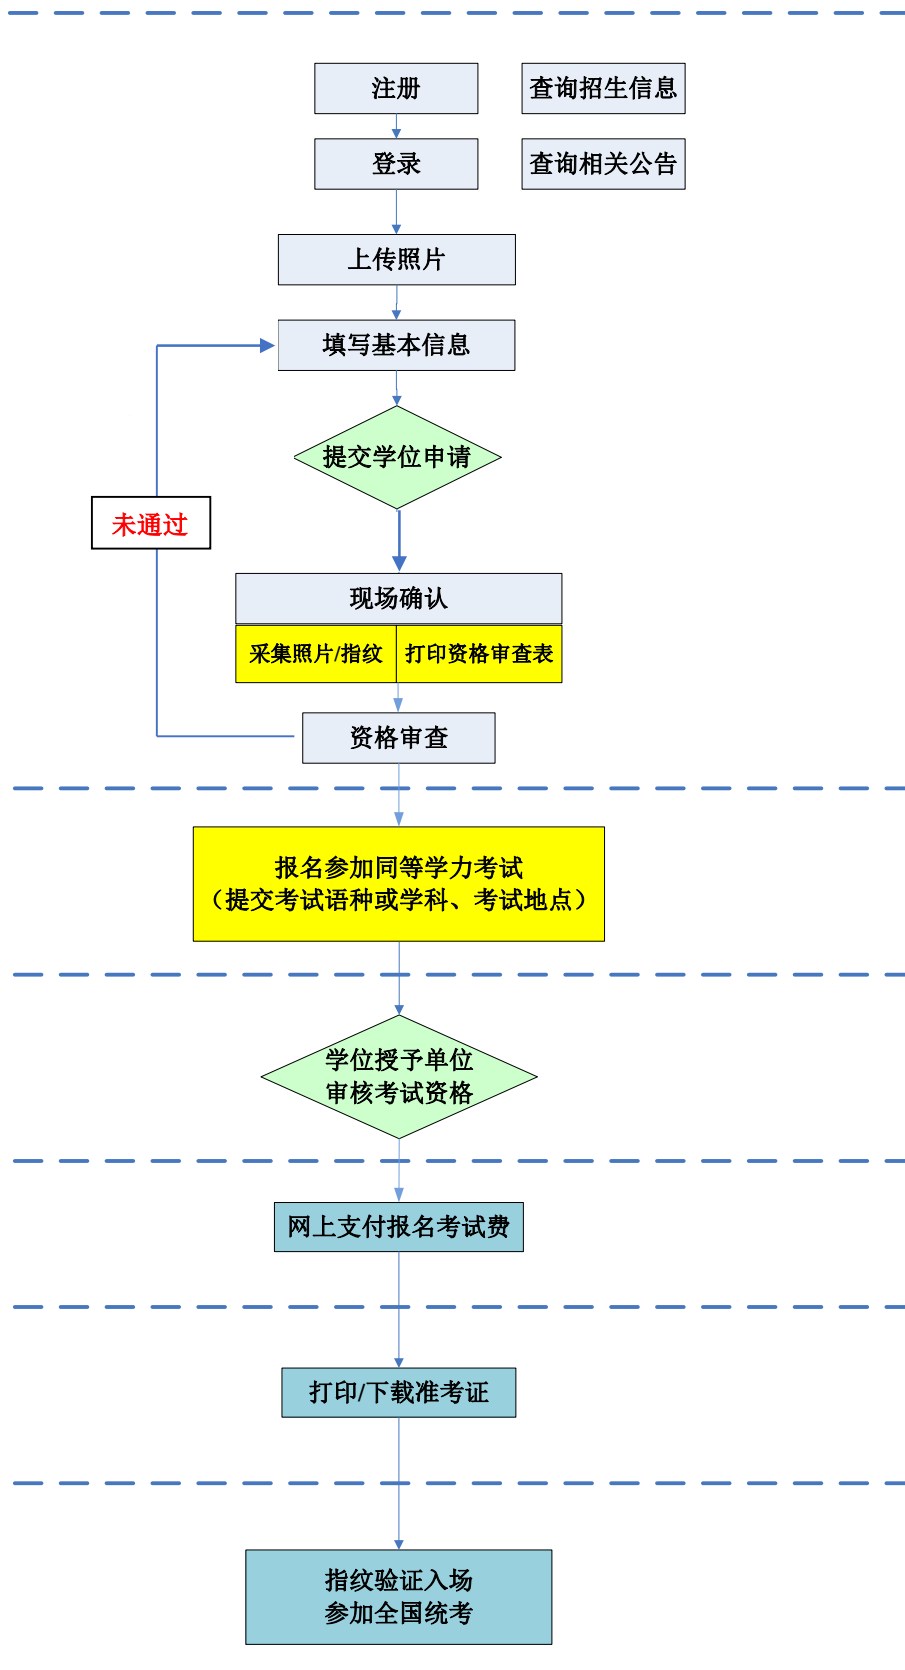 注册
查询招生信息
登录
查询相关公告
上传照片
填写基本信息
提交学位申请
未通过
现场确认
采集照片/指纹
打印资格审查表
资格审查
报名参加同等学力考试
（提交考试语种或学科、考试地点）
学位授予单位
审核考试资格
网上支付报名考试费
打印/下载准考证
指纹验证入场
参加全国统考